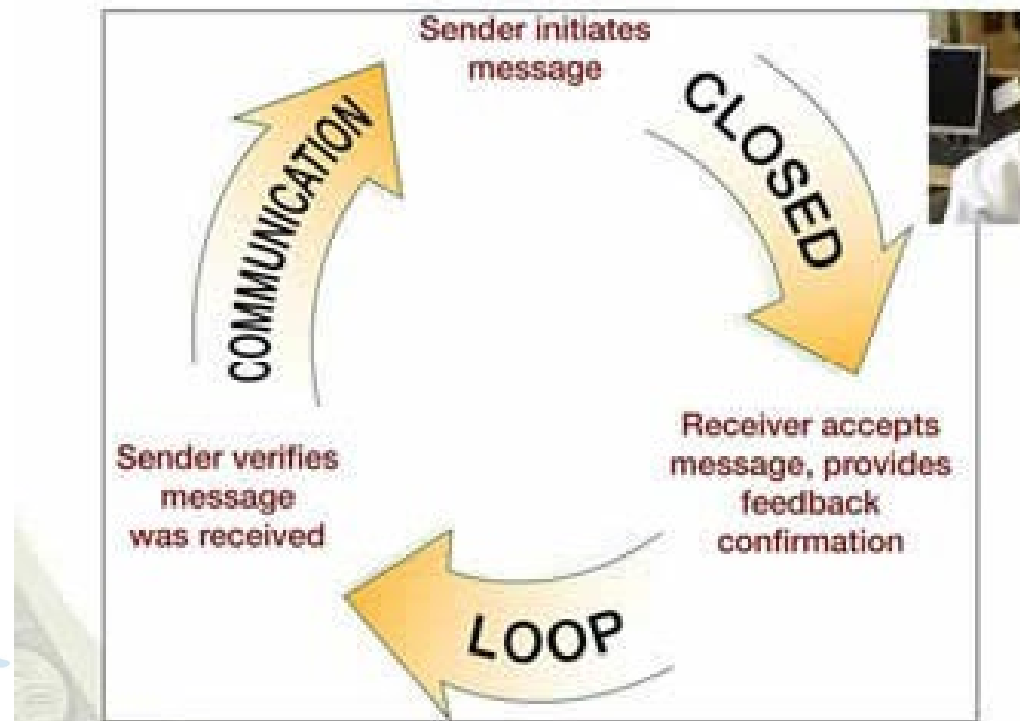 Sender initiates
message
CLOSED
Receiver accepts
message, provides
feedback
confirmation
LOOP
Sender verifies
message
was received
COMMUNICATION